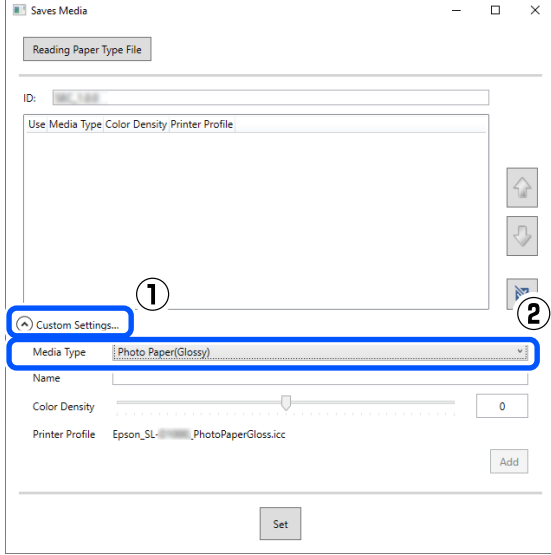 Saves Media
Reading Paper Type File
ID:
Use Media Type Color Density Printer Profile
①
②
Custom Settings...
Media Type Photo Paper(Glossy)
Name
Color Density 0
Printer Profile Epson_SL- _PhotoPaperGloss.icc
Add
Set